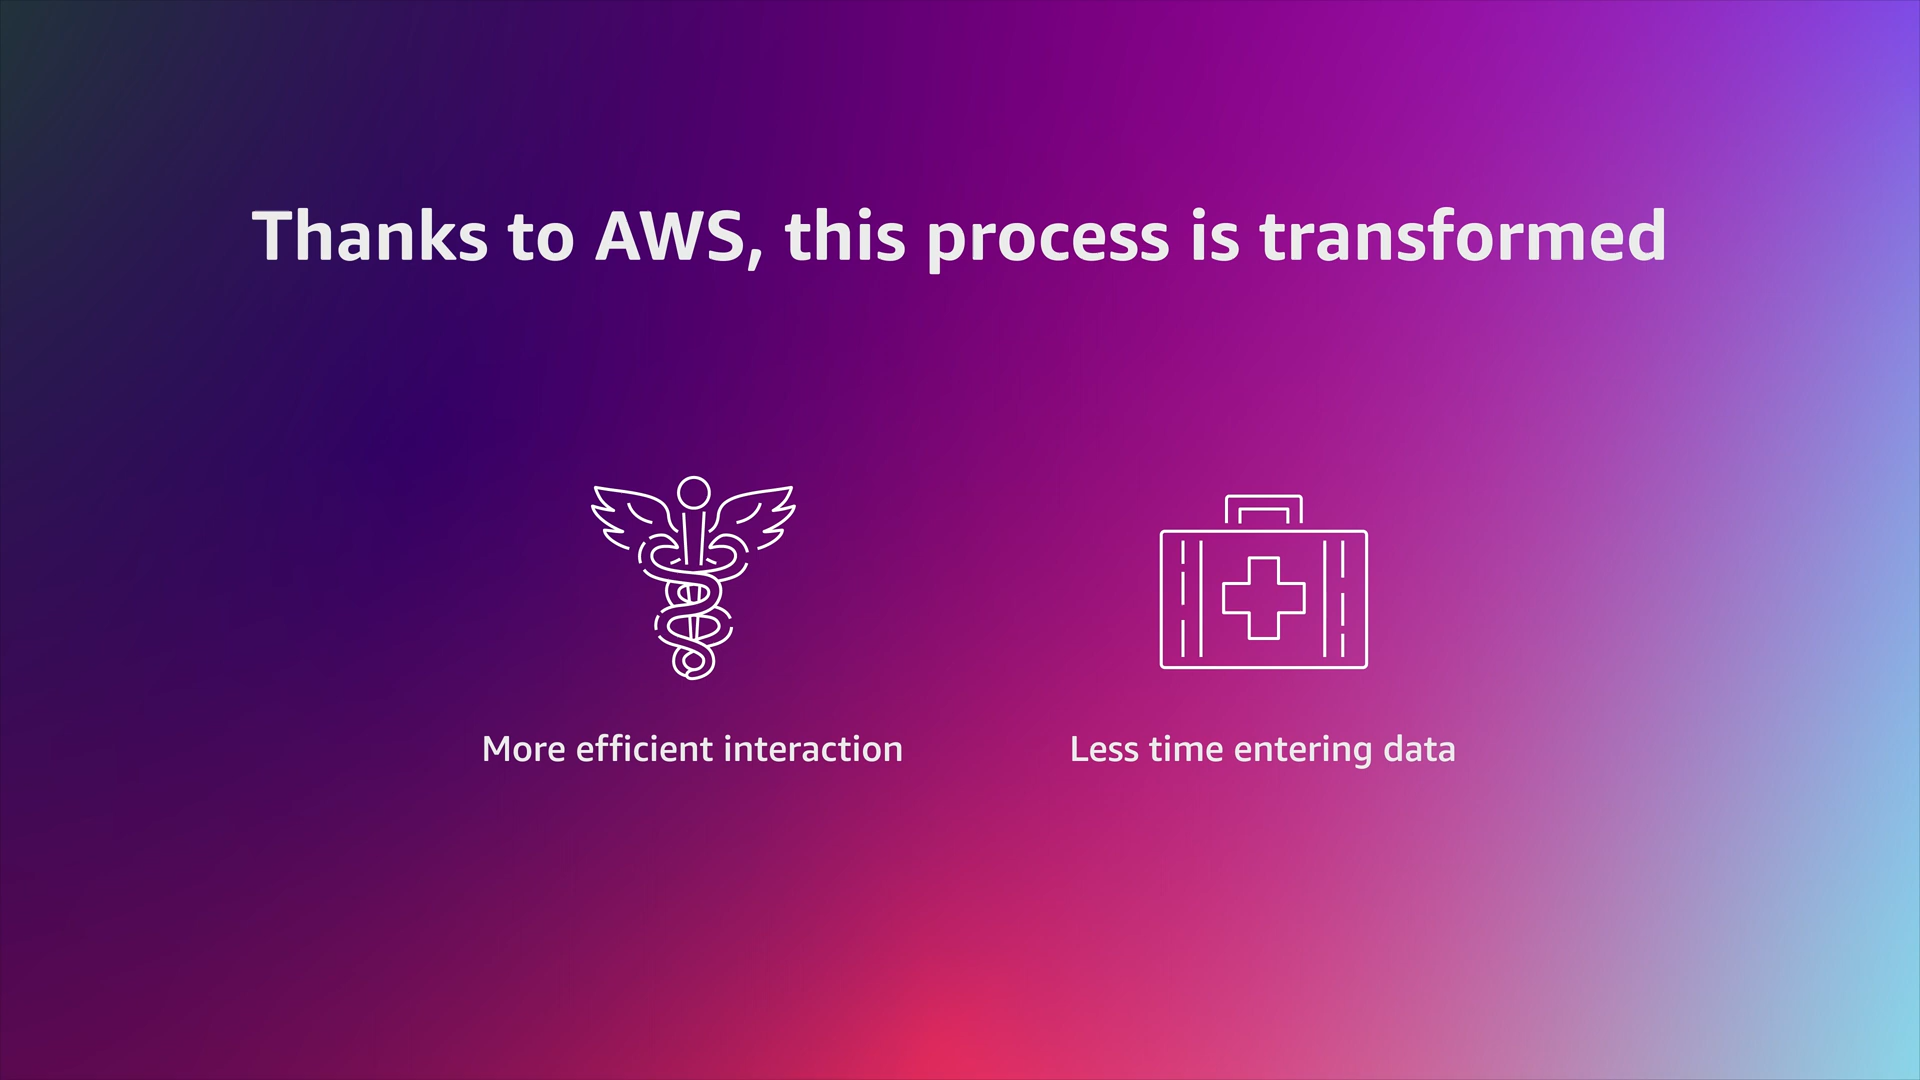 Thanks to AWS, this process is transformed
More efficient interaction
Less time entering data